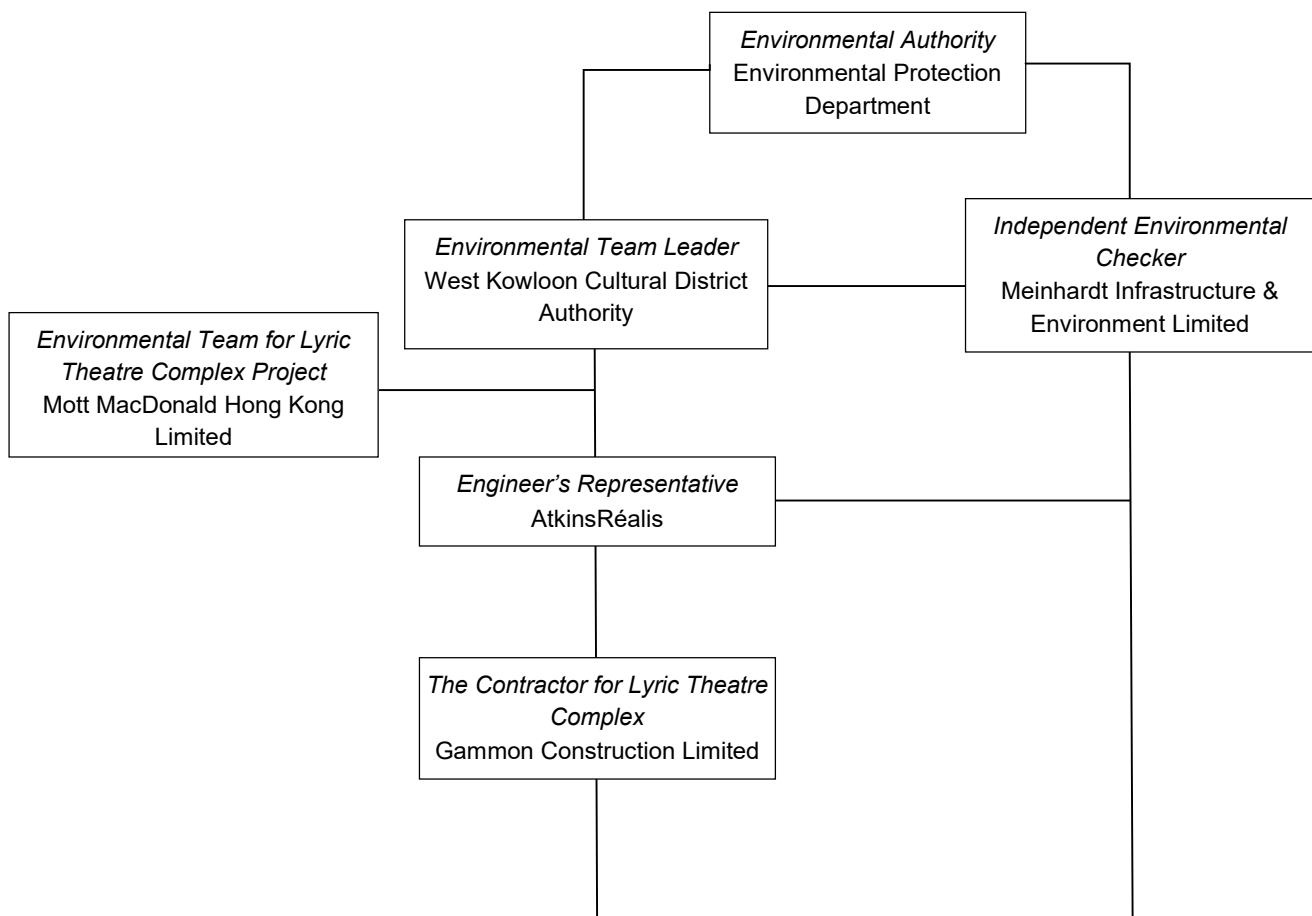 Environmental Authority
Environmental Protection
Department
Environmental Team Leader
West Kowloon Cultural District
Authority
Independent Environmental
Checker
Meinhardt Infrastructure &
Environment Limited
Environmental Team for Lyric
Theatre Complex Project
Mott MacDonald Hong Kong
Limited
Engineer’s Representative
AtkinsRéalis
The Contractor for Lyric Theatre
Complex
Gammon Construction Limited